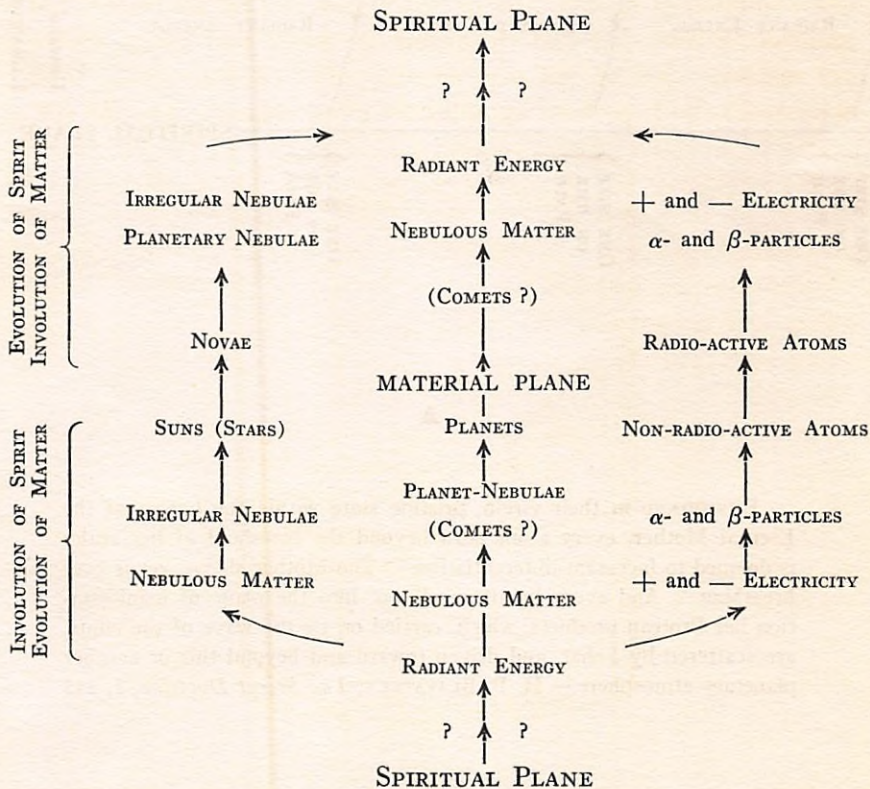 SPIRITUAL PLANE
? ?
EVOLUTION OF SPIRIT
INVOLUTION OF MATTER
RADIANT ENERGY
IRREGULAR NEBULAE
+ and — ELECTRICITY
PLANETARY NEBULAE
NEBULOUS MATTER
α- and β-PARTICLES
(COMETS ?)
NOVAE
RADIO-ACTIVE ATOMS
MATERIAL PLANE
INVOLUTION OF SPIRIT
EVOLUTION OF MATTER
SUNS (STARS)
PLANETS
NON-RADIO-ACTIVE ATOMS
PLANET-NEBULAE
IRREGULAR NEBULAE
(COMETS ?)
α- and β-PARTICLES
NEBULOUS MATTER
NEBULOUS MATTER
+ and — ELECTRICITY
RADIANT ENERGY
? ?
SPIRITUAL PLANE